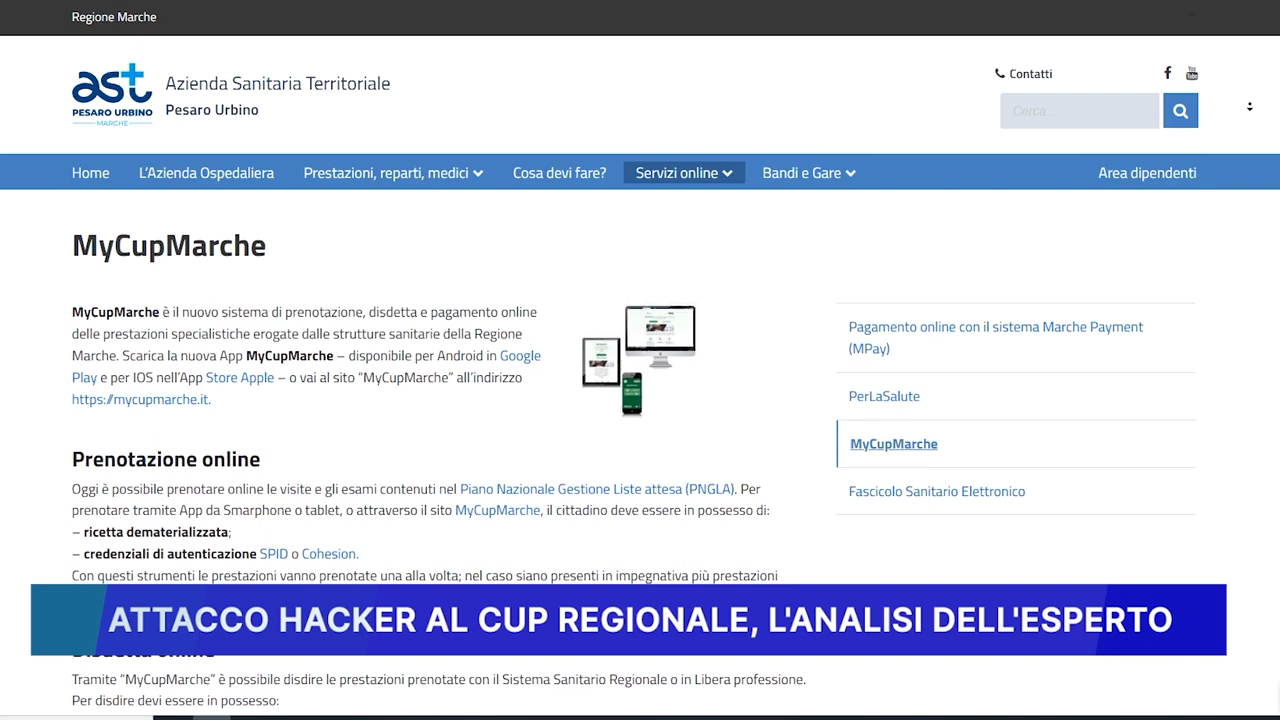 Regione Marche
ast
PESARO URBINO
MARCHE
Azienda Sanitaria Territoriale
Pesaro Urbino
Contatti
Cerca...
Home L'Azienda Ospedaliera Prestazioni, reparti, medici Cosa devi fare? Servizi online Bandi e Gare Area dipendenti
MyCupMarche
MyCupMarche è il nuovo sistema di prenotazione, disdetta e pagamento online
delle prestazioni specialistiche erogate dalle strutture sanitarie della Regione
Marche. Scarica la nuova App MyCupMarche – disponibile per Android in Google
Play e per IOS nell'App Store Apple – o vai al sito "MyCupMarche" all'indirizzo
https://mycupmarche.it.
Pagamento online con il sistema Marche Payment
(MPay)
PerLaSalute
MyCupMarche
Fascicolo Sanitario Elettronico
Prenotazione online
Oggi è possibile prenotare online le visite e gli esami contenuti nel Piano Nazionale Gestione Liste attesa (PNGLA). Per
prenotare tramite App da Smarphone o tablet, o attraverso il sito MyCupMarche, il cittadino deve essere in possesso di:
– ricetta dematerializzata;
– credenziali di autenticazione SPID o Cohesion.
Con questi strumenti le prestazioni vanno prenotate una alla volta; nel caso siano presenti in impegnativa più prestazioni
ATTACCO HACKER AL CUP REGIONALE, L'ANALISI DELL'ESPERTO
Tramite "MyCupMarche" è possibile disdire le prestazioni prenotate con il Sistema Sanitario Regionale o in Libera professione.
Per disdire devi essere in possesso: